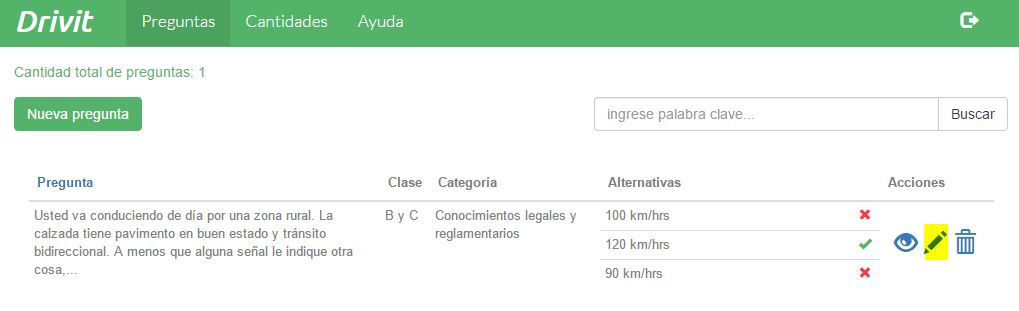 Drivit Preguntas Cantidades Ayuda
Cantidad total de preguntas: 1
Nueva pregunta ingrese palabra clave... Buscar
Pregunta Clase Categoría Alternativas Acciones
Usted va conduciendo de día por una zona rural. La B y C Conocimientos legales y 100 km/hrs
calzada tiene pavimento en buen estado y tránsito reglamentarios
bidireccional. A menos que alguna señal le indique otra 120 km/hrs
cosa,... 90 km/hrs